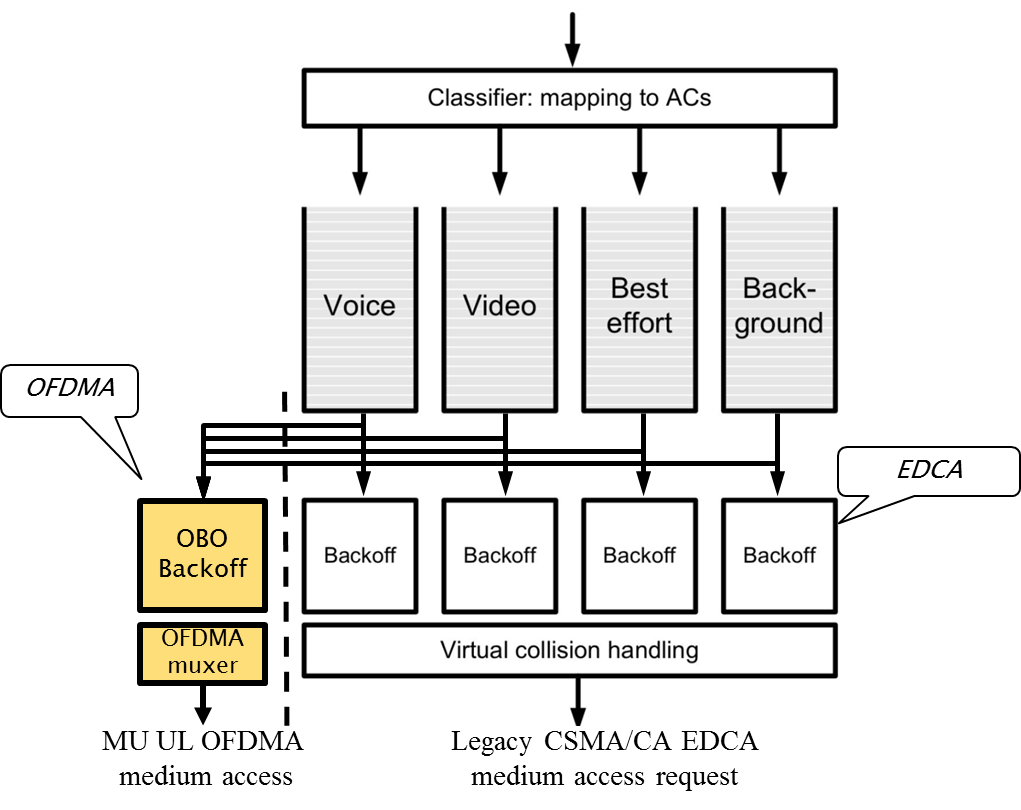 Classifier: mapping to ACs
Voice
Video
Best
effort
Back-
ground
OFDMA
EDCA
OBO
Backoff
Backoff
Backoff
Backoff
Backoff
OFDMA
muxer
Virtual collision handling
MU UL OFDMA
medium access
Legacy CSMA/CA EDCA
medium access request